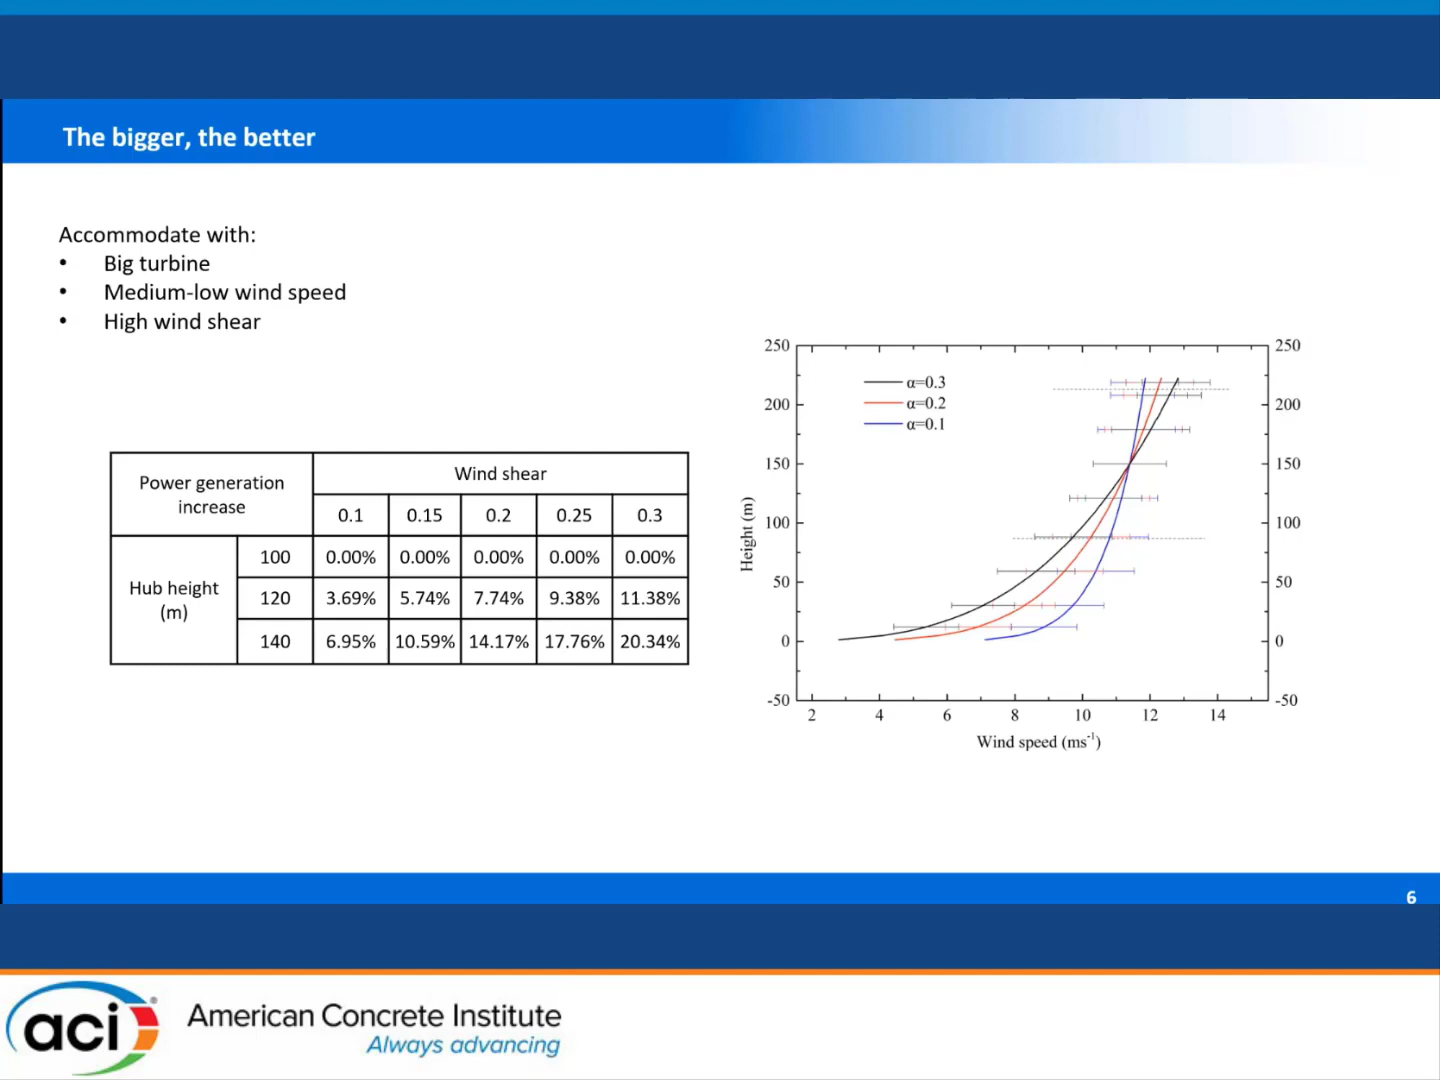 The bigger, the better
Accommodate with:
• Big turbine
• Medium-low wind speed
• High wind shear
Power generation
increase
Wind shear
0.1 0.15 0.2 0.25 0.3
Hub height
(m)
100 0.00% 0.00% 0.00% 0.00% 0.00%
120 3.69% 5.74% 7.74% 9.38% 11.38%
140 6.95% 10.59% 14.17% 17.76% 20.34%
250 250
α=0.3
200 α=0.2 200
α=0.1
150 150
100 100
50 50
0 0
-50 -50
Height (m)
2 4 6 8 10 12 14
Wind speed (ms⁻¹)
6
aci®
American Concrete Institute
Always advancing